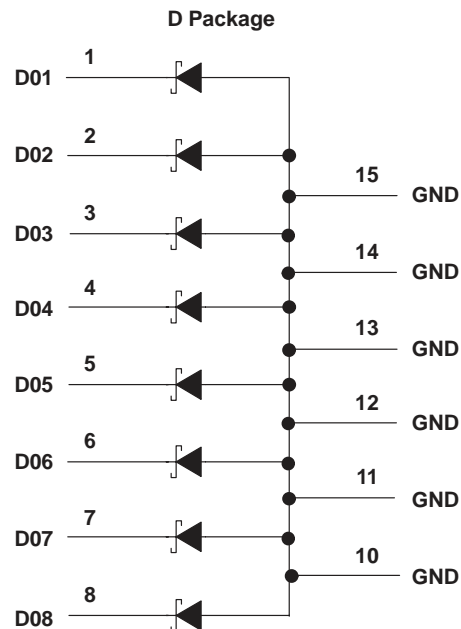 D Package
D01 1
D02 2
15 GND
D03 3
14 GND
D04 4
13 GND
D05 5
12 GND
D06 6
11 GND
D07 7
10 GND
D08 8